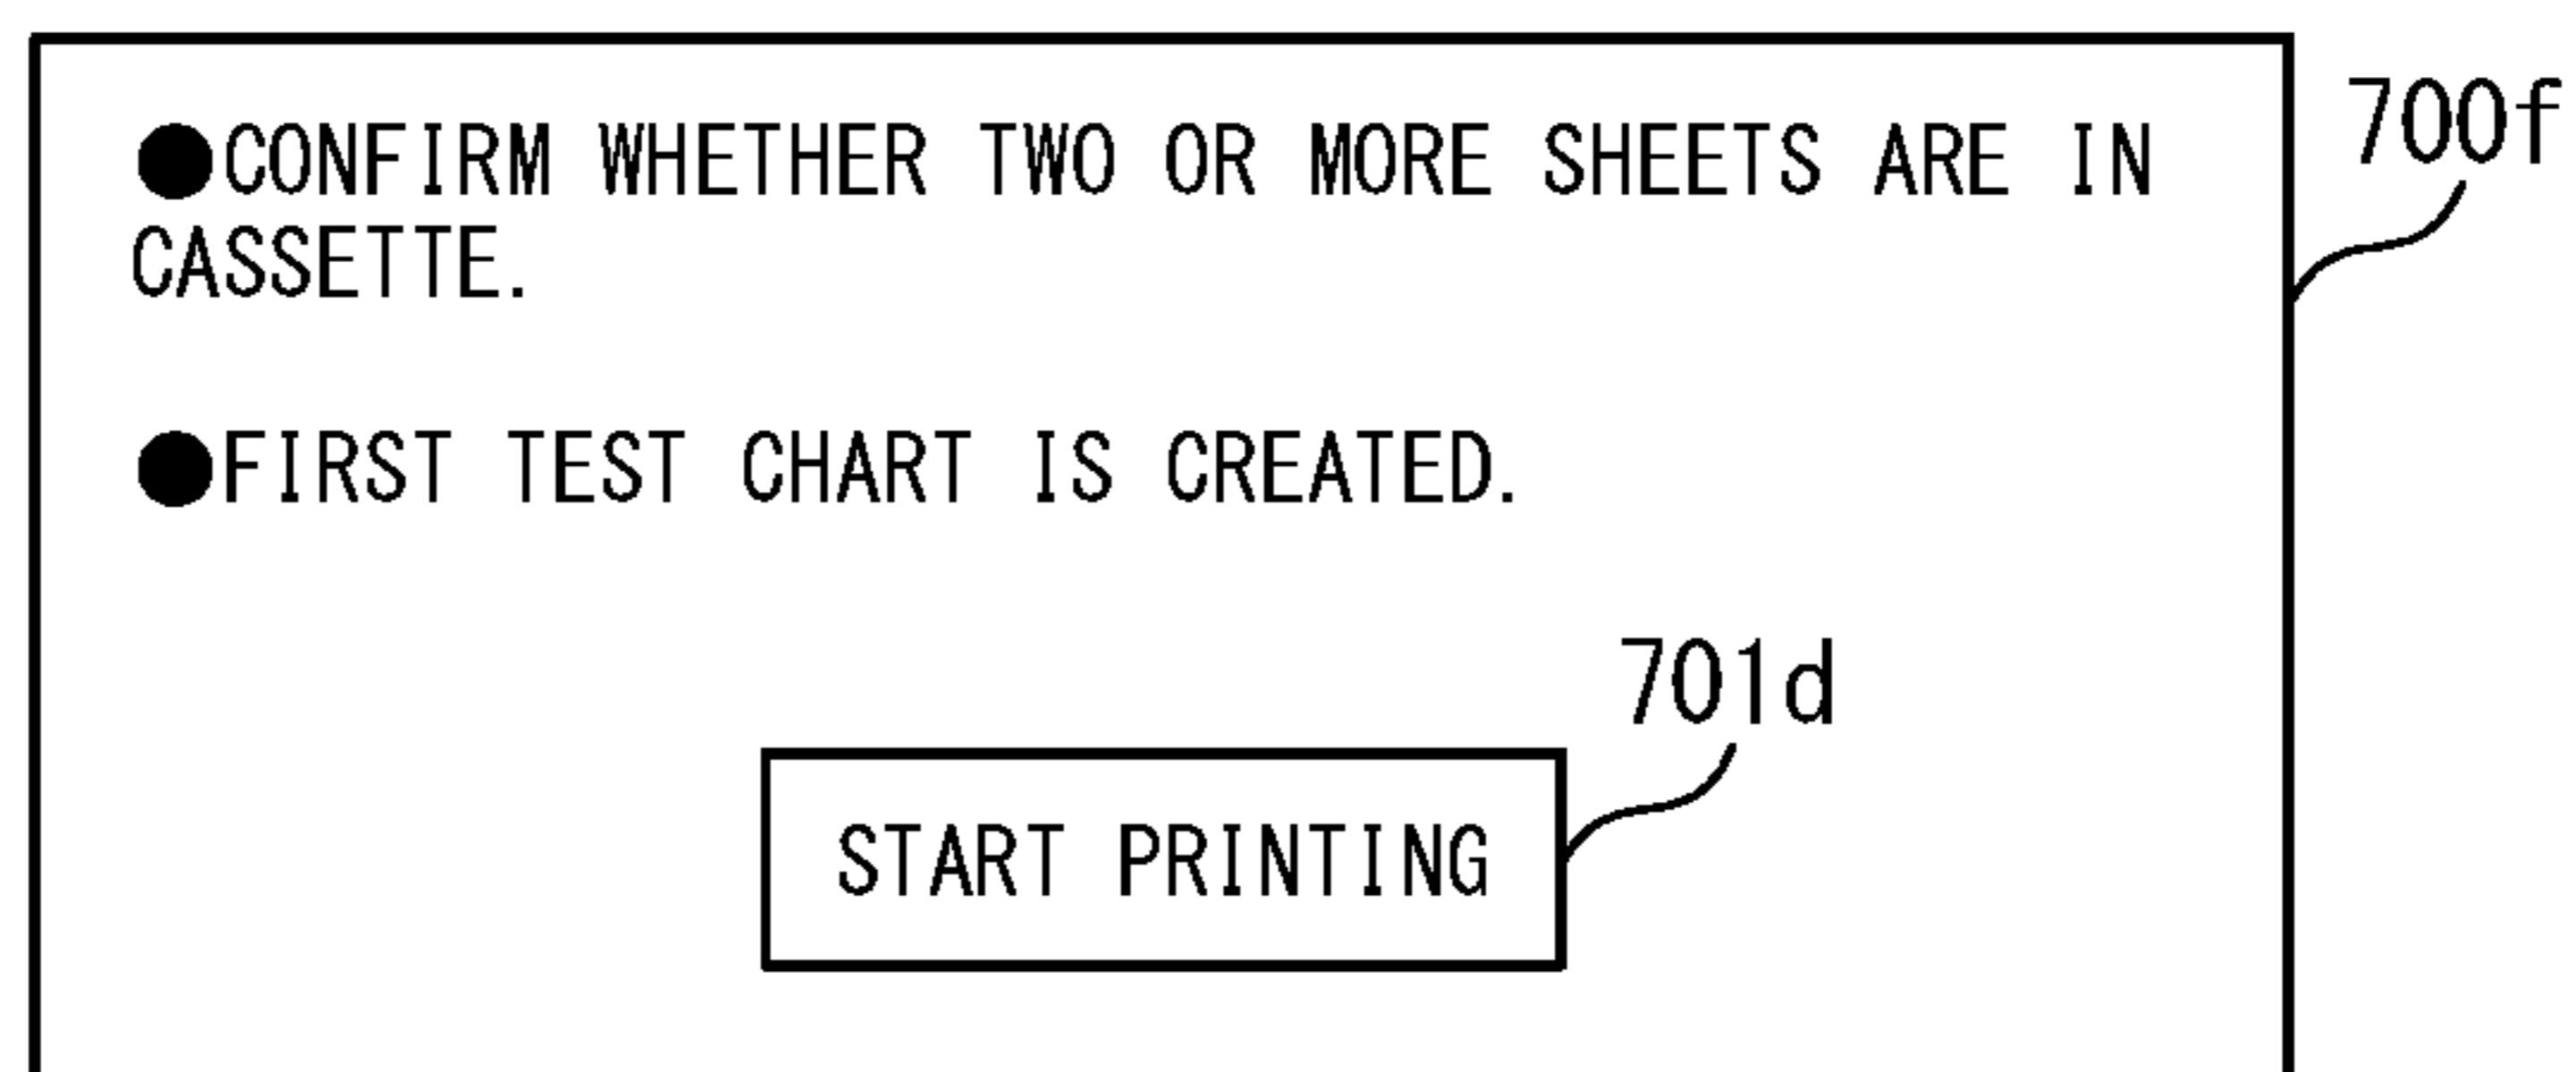 ●CONFIRM WHETHER TWO OR MORE SHEETS ARE IN
CASSETTE.
700f
●FIRST TEST CHART IS CREATED.
701d
START PRINTING